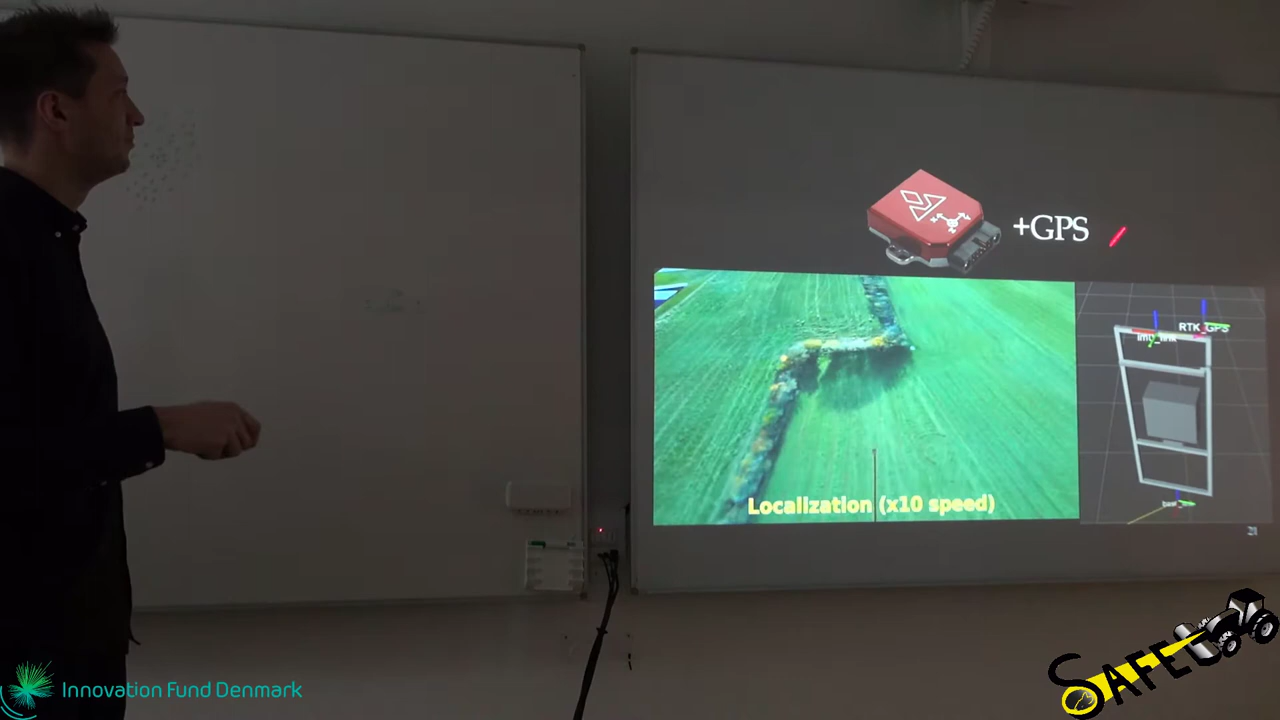 +GPS
RTK_GPS
imu_link
Localization (x10 speed)
Innovation Fund Denmark
SAFE